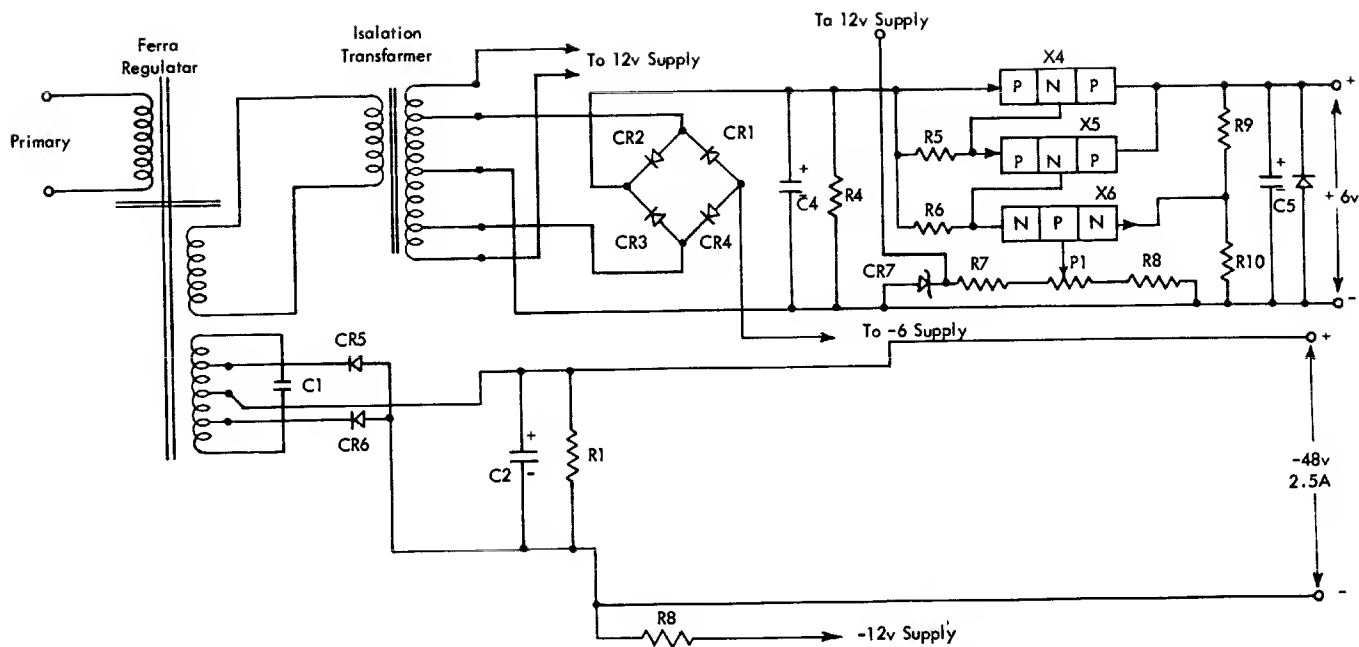 Ferra
Regulatar
Isalation
Transfarmer
To 12v Supply
Ta 12v Supply
Primary
X4
P N P
X5
P N P
X6
N P N
CR2
CR1
CR3
CR4
+
C4
-
R4
R5
R6
CR7
R7
P1
R8
R9
R10
+
C5
-
+
+ 6v
-
To -6 Supply
CR5
C1
CR6
+
C2
-
R1
+
-48v
2.5A
-
R8
-12v Supply